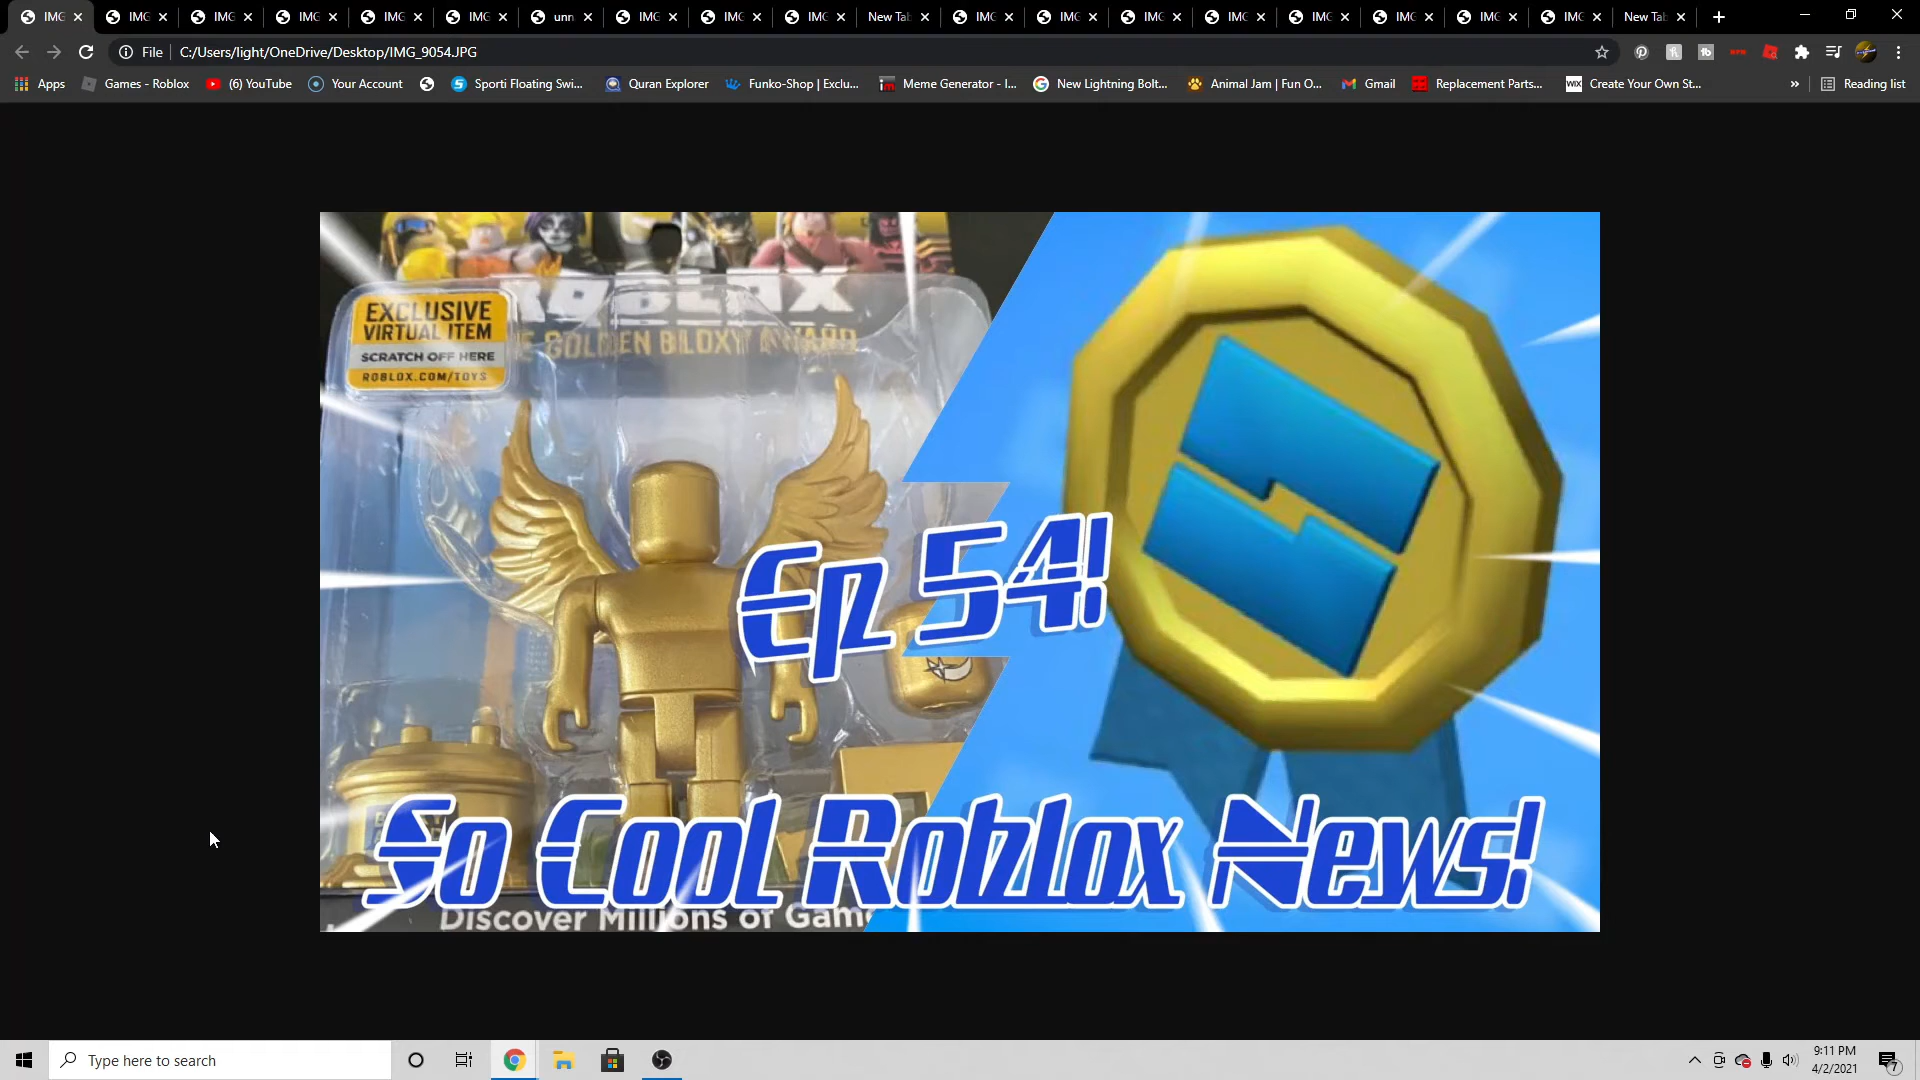 IMG
IMG
IMG
IMG
IMG
IMG
unn
IMG
IMG
IMG
New Tab
IMG
IMG
IMG
IMG
IMG
IMG
IMG
IMG
New Tab
File
C:/Users/light/OneDrive/Desktop/IMG_9054.JPG
Apps
Games - Roblox
(6) YouTube
Your Account
Sporti Floating Swi...
Quran Explorer
Funko-Shop | Exclu...
Meme Generator - I...
New Lightning Bolt...
Animal Jam | Fun O...
Gmail
Replacement Parts...
WIX
Create Your Own St...
»
Reading list
ROBLOX
EXCLUSIVE
VIRTUAL ITEM
SCRATCH OFF HERE
ROBLOX.COM/TOYS
GOLDEN BLOXY AWARD
Ep 54!
So Cool Roblox News!
Discover Millions of Game
Type here to search
9:11 PM
4/2/2021
7